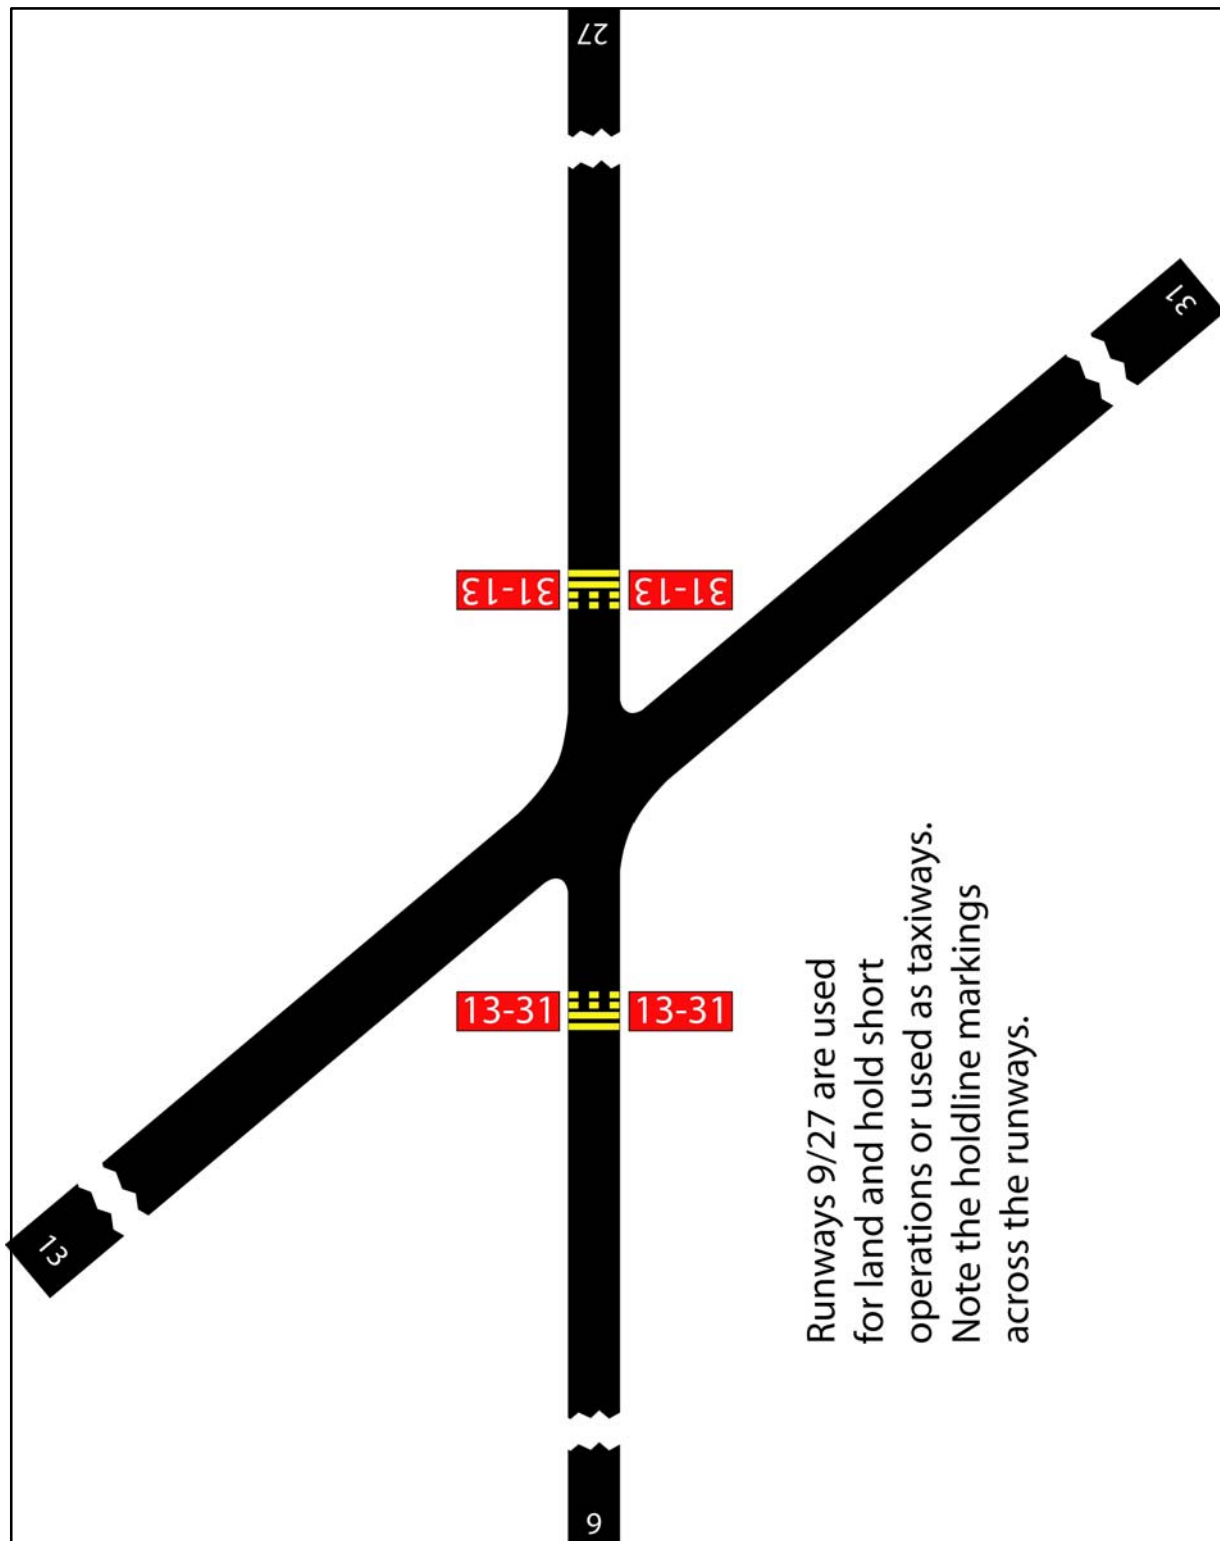 27
31
31-13
31-13
13-31
13-31
13
9
Runways 9/27 are used
for land and hold short
operations or used as taxiways.
Note the holdline markings
across the runways.